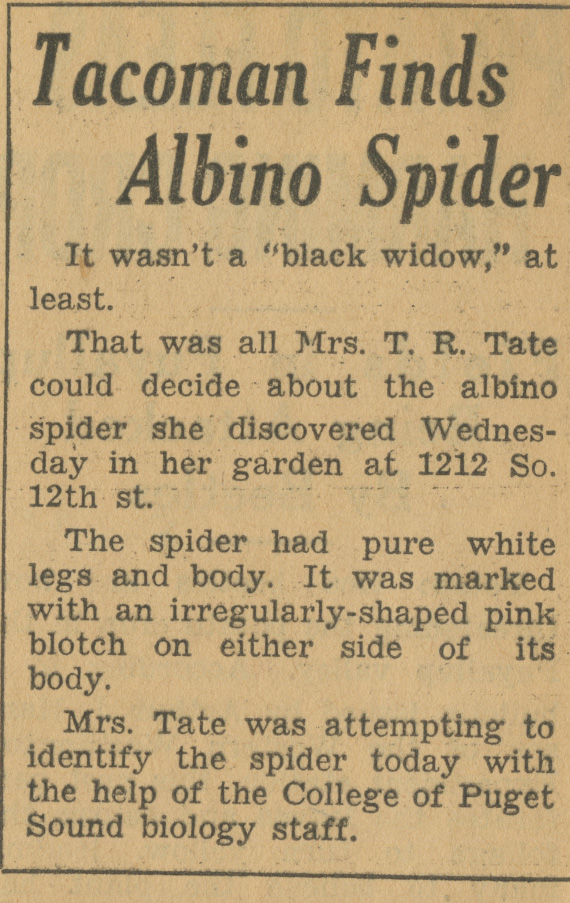 Tacoman Finds
Albino Spider
It wasn't a "black widow," at
least.
That was all Mrs. T. R. Tate
could decide about the albino
spider she discovered Wednes-
day in her garden at 1212 So.
12th st.
The spider had pure white
legs and body. It was marked
with an irregularly-shaped pink
blotch on either side of its
body.
Mrs. Tate was attempting to
identify the spider today with
the help of the College of Puget
Sound biology staff.